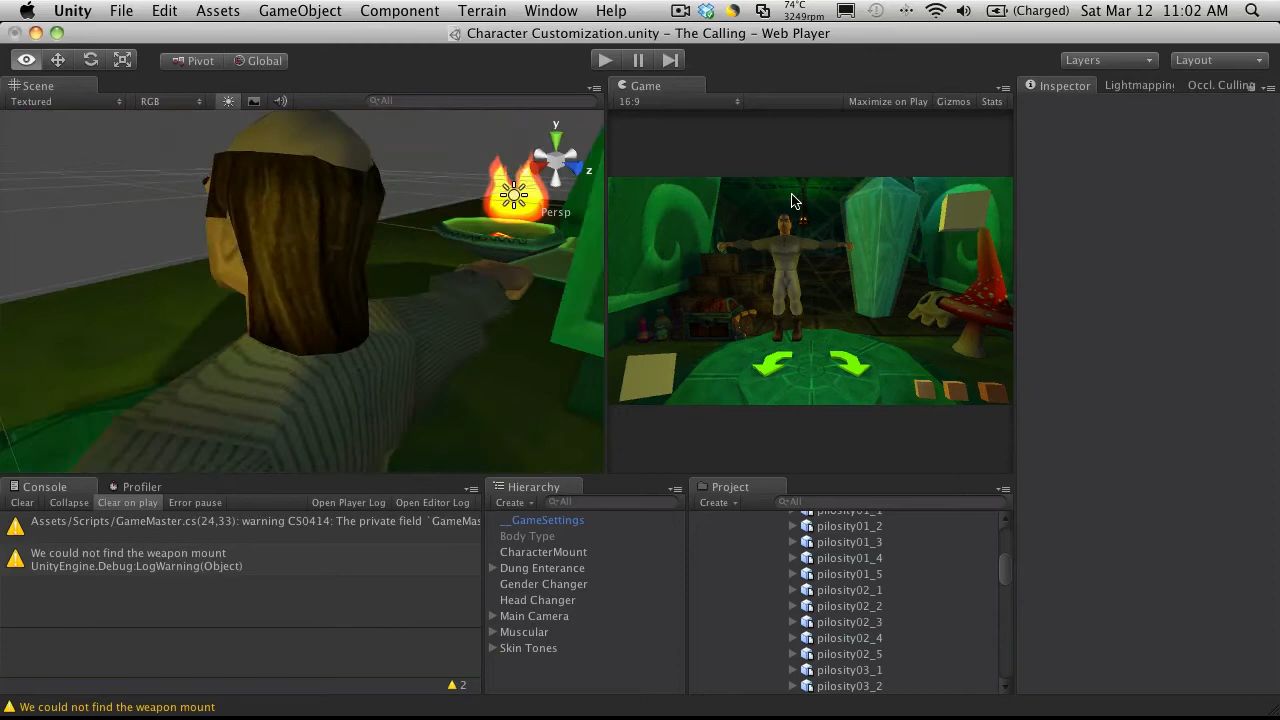 Unity File Edit Assets GameObject Component Terrain Window Help 74°C 3249rpm (Charged) Sat Mar 12 11:02 AM
Character Customization.unity – The Calling – Web Player
Pivot Global Layers Layout
Scene Game Inspector Lightmapping Occl. Culling
Textured RGB All 16:9 Maximize on Play Gizmos Stats
y
z
Persp
Console Profiler Hierarchy Project
Clear Collapse Clear on play Error pause Open Player Log Open Editor Log Create All Create All
Assets/Scripts/GameMaster.cs(24,33): warning CS0414: The private field `GameMas
We could not find the weapon mount
UnityEngine.Debug:LogWarning(Object)
2
__GameSettings
Body Type
CharacterMount
Dung Enterance
Gender Changer
Head Changer
Main Camera
Muscular
Skin Tones
pilosity01_1
pilosity01_2
pilosity01_3
pilosity01_4
pilosity01_5
pilosity02_1
pilosity02_2
pilosity02_3
pilosity02_4
pilosity02_5
pilosity03_1
pilosity03_2
We could not find the weapon mount